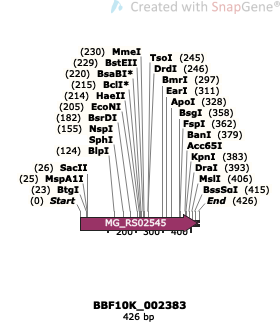 Created with SnapGene®
(230) MmeI
(229) BstEII
(220) BsaBI*
(215) BclI*
(214) HaeII
(205) EcoNI
(182) BsrDI
(155) NspI
SphI
(124) BlpI
(26) SacII
(25) MspA1I
(23) BtgI
(0) Start
TsoI (245)
DrdI (246)
BmrI (297)
EarI (311)
ApoI (328)
BsgI (358)
FspI (362)
BanI (379)
Acc65I
KpnI (383)
DraI (393)
MslI (406)
BssSαI (415)
End (426)
MG_RS02545
200
300
400
BBF10K_002383
426 bp